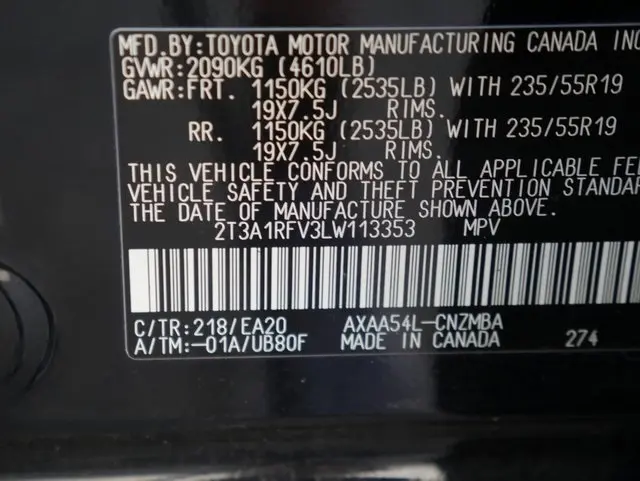 MFD.BY:TOYOTA MOTOR MANUFACTURING CANADA INC
GVWR:2090KG (4610LB)
GAWR:FRT. 1150KG (2535LB) WITH 235/55R19
19X7.5J RIMS.
RR. 1150KG (2535LB) WITH 235/55R19
19X7.5J RIMS.
THIS VEHICLE CONFORMS TO ALL APPLICABLE FE
VEHICLE SAFETY AND THEFT PREVENTION STANDAR
THE DATE OF MANUFACTURE SHOWN ABOVE.
2T3A1RFV3LW113353 MPV
C/TR:218/EA20 AXAA54L-CNZMBA
A/TM:-01A/UB80F MADE IN CANADA 274